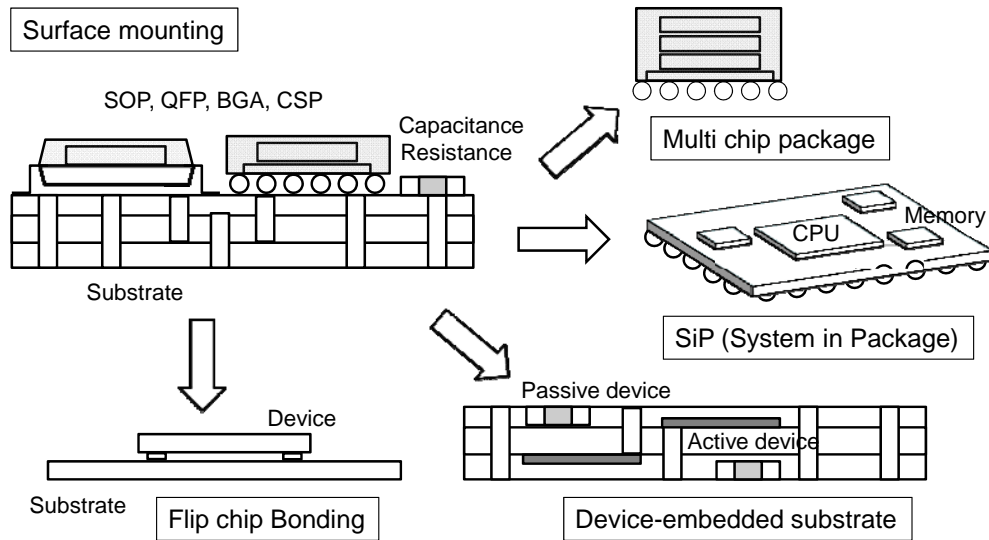 Surface mounting
SOP, QFP, BGA, CSP
Capacitance
Resistance
Substrate
Multi chip package
CPU
Memory
SiP (System in Package)
Device
Substrate
Flip chip Bonding
Passive device
Active device
Device-embedded substrate